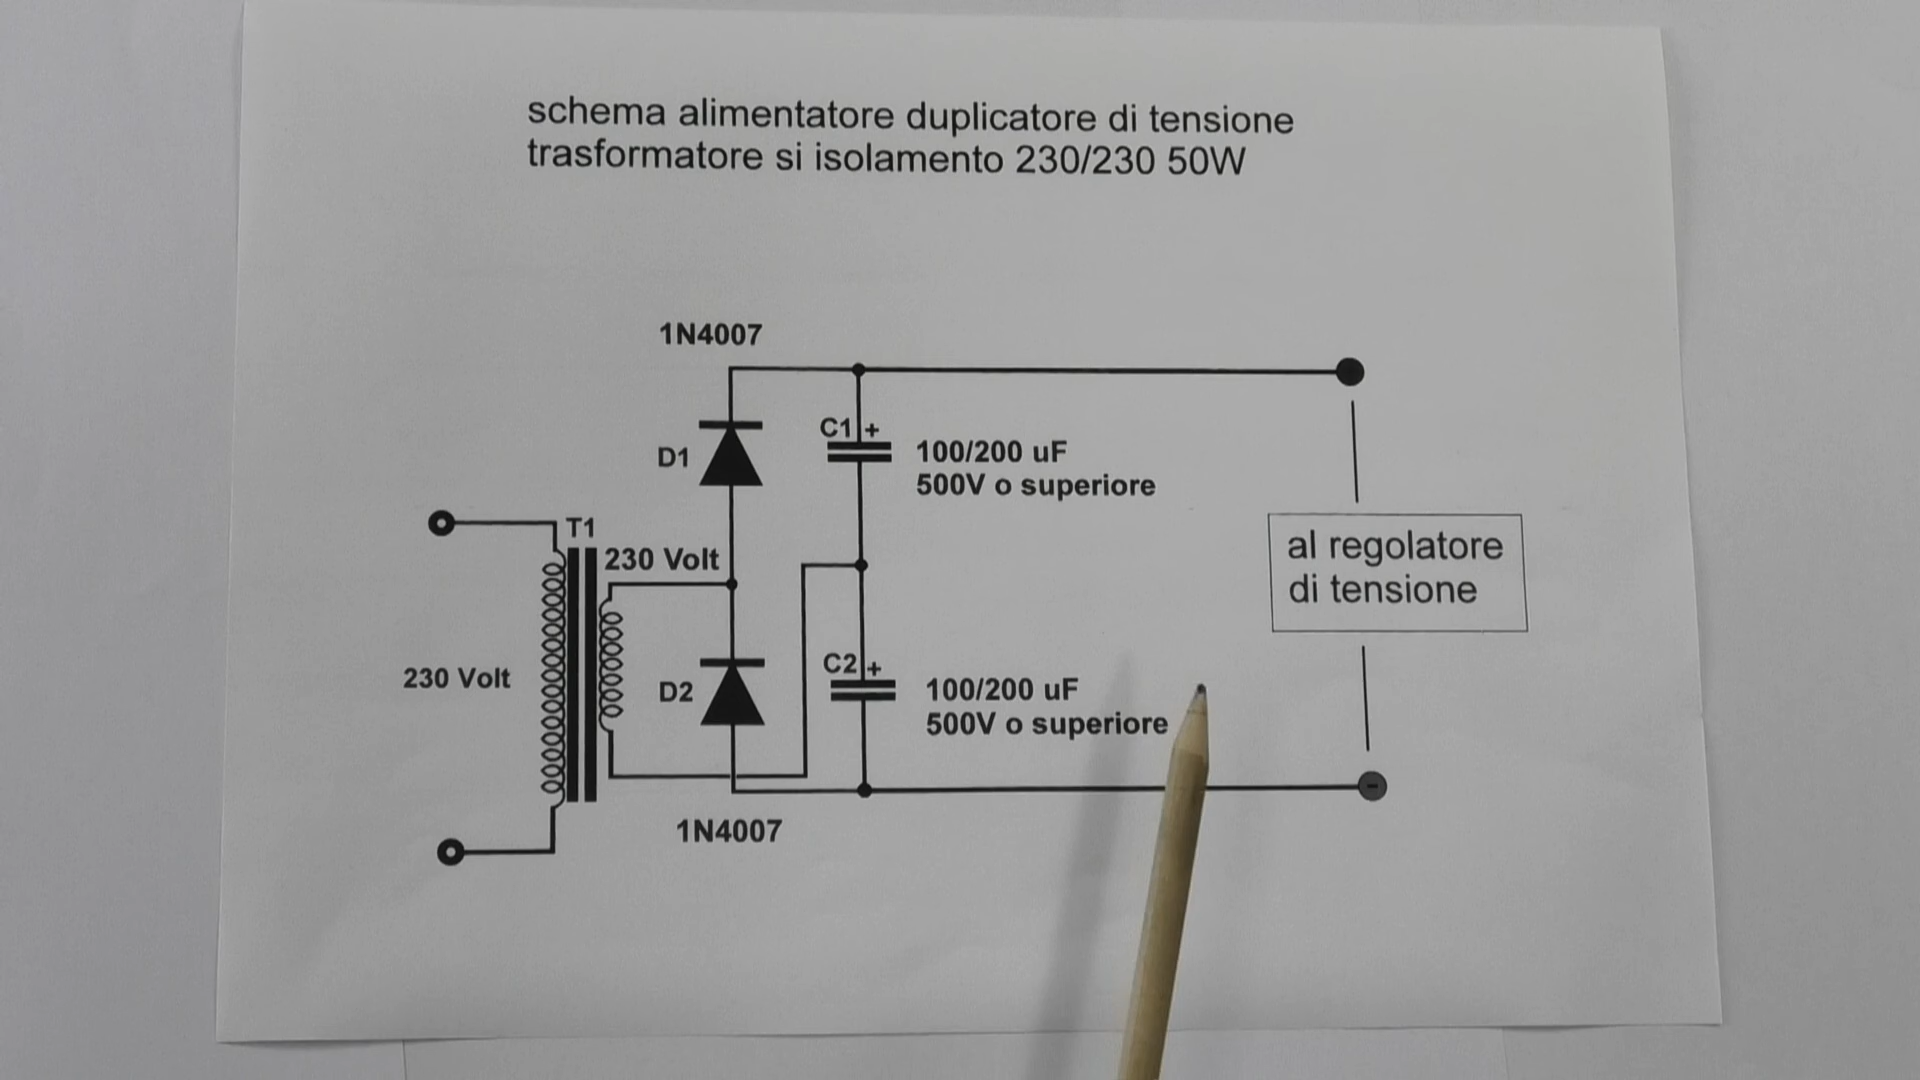 schema alimentatore duplicatore di tensione
trasformatore si isolamento 230/230 50W
1N4007
C1 +
100/200 uF
500V o superiore
D1
T1
230 Volt
al regolatore
di tensione
230 Volt
C2 +
D2
100/200 uF
500V o superiore
-
1N4007